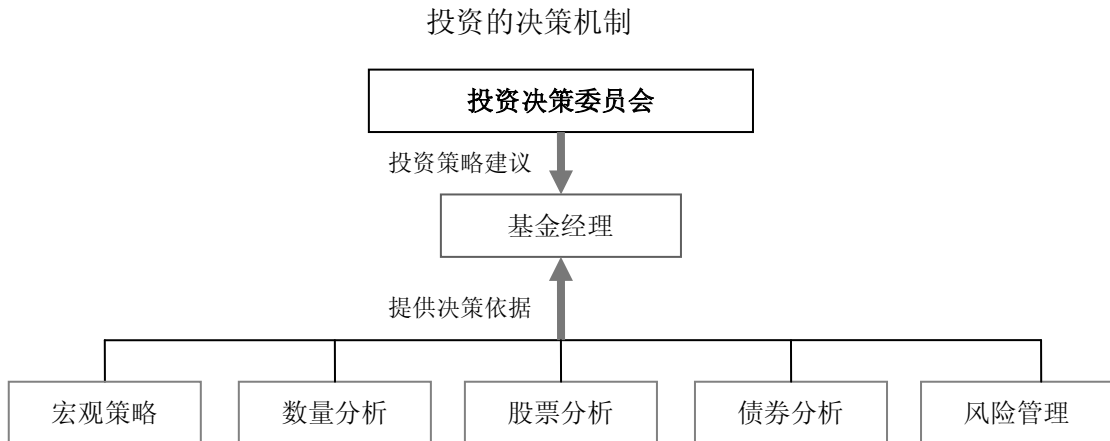 投资的决策机制
投资决策委员会
投资策略建议
基金经理
提供决策依据
宏观策略
数量分析
股票分析
债券分析
风险管理